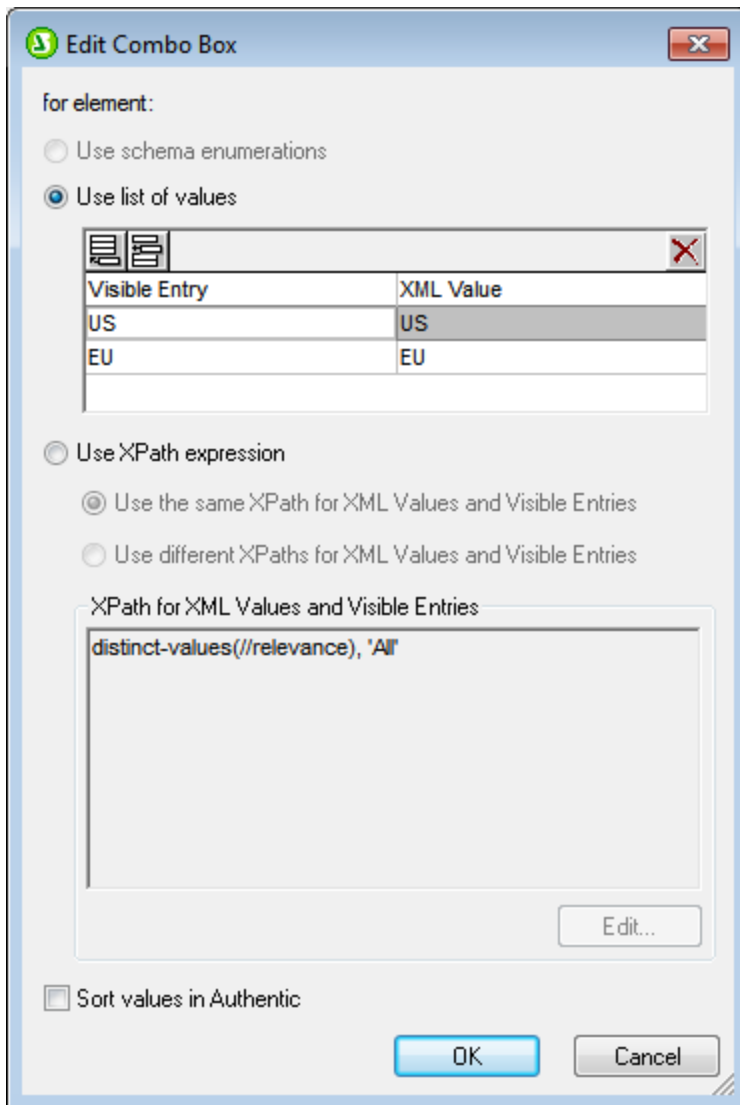 Edit Combo Box
for element:
Use schema enumerations
Use list of values
Visible Entry XML Value
US US
EU EU
Use XPath expression
Use the same XPath for XML Values and Visible Entries
Use different XPaths for XML Values and Visible Entries
XPath for XML Values and Visible Entries
distinct-values(//relevance), 'All'
Edit...
Sort values in Authentic
OK Cancel